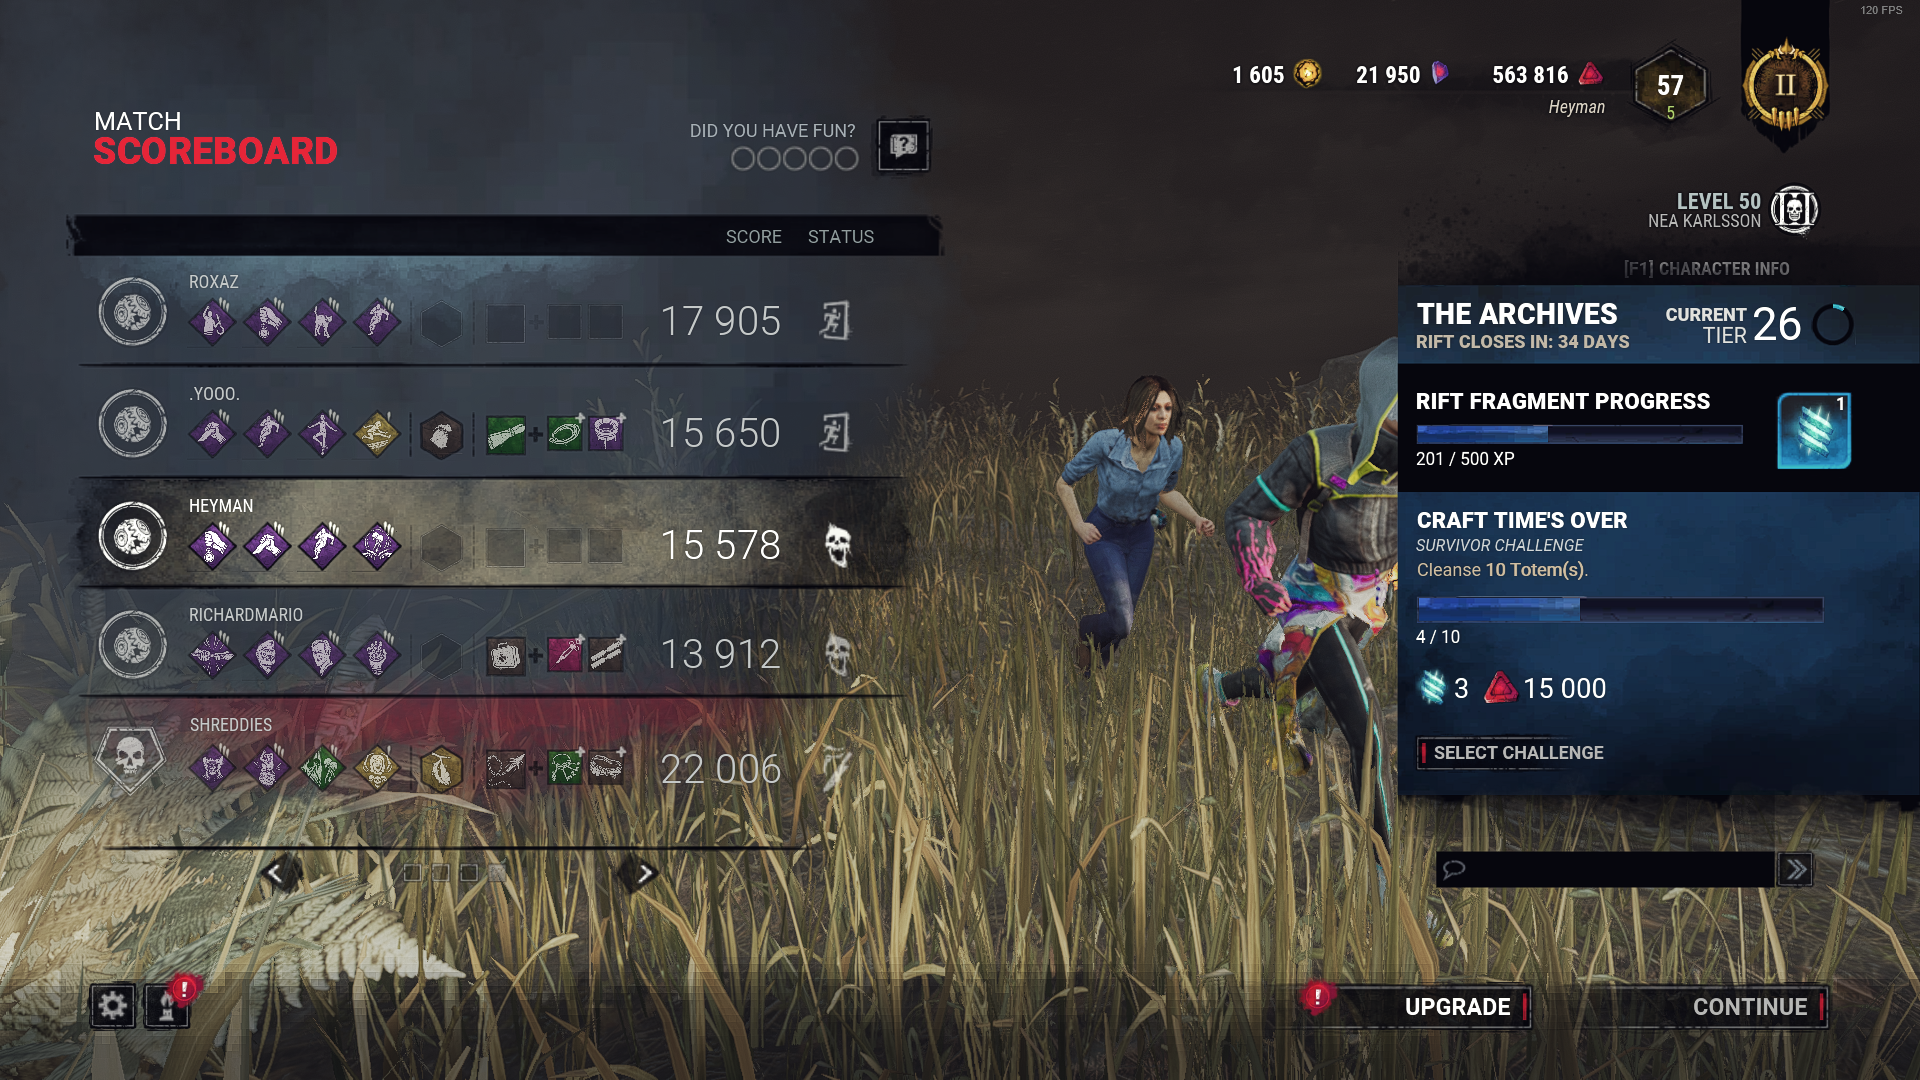 120 FPS
1 605
21 950
563 816
Heyman
57
5
II
MATCH
SCOREBOARD
DID YOU HAVE FUN?
LEVEL 50
NEA KARLSSON
[F1] CHARACTER INFO
SCORE STATUS
ROXAZ
17 905
.YOOO.
15 650
HEYMAN
15 578
RICHARDMARIO
13 912
SHREDDIES
22 006
THE ARCHIVES
RIFT CLOSES IN: 34 DAYS
CURRENT
TIER 26
RIFT FRAGMENT PROGRESS
1
201 / 500 XP
CRAFT TIME'S OVER
SURVIVOR CHALLENGE
Cleanse 10 Totem(s).
4 / 10
3 15 000
SELECT CHALLENGE
UPGRADE
CONTINUE